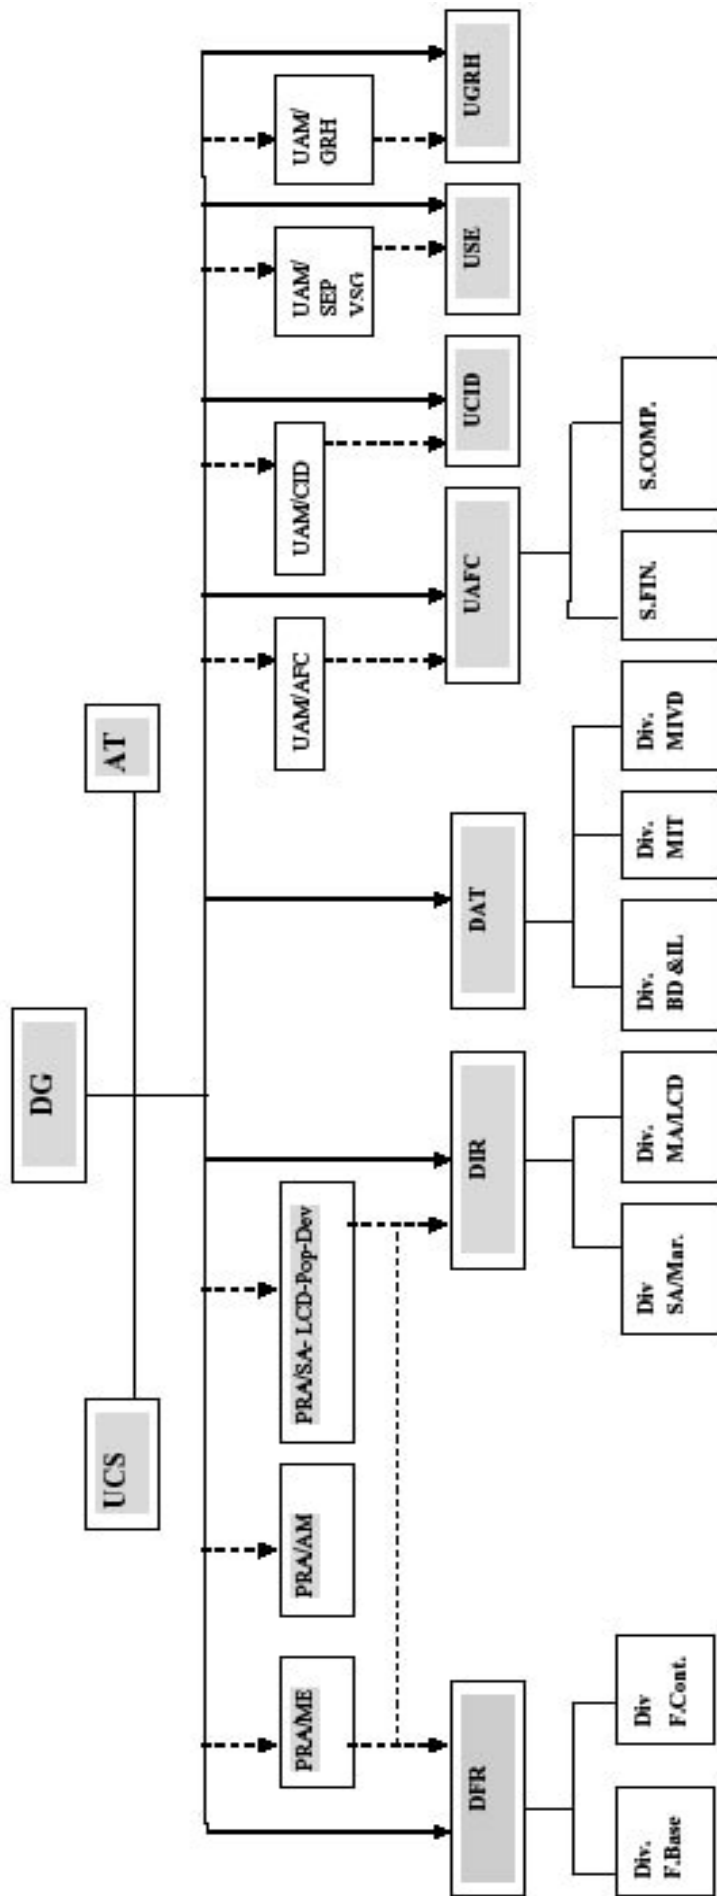 DG
UCS
AT
PRA/ME
PRA/AM
PRA/SA- LCD-Pop-Dev
UAM/AFC
UAM/CID
UAM/
SEP
VSG
UAM/
GRH
DFR
DIR
DAT
UAFC
UCID
USE
UGRH
Div.
F.Base
Div
F.Cont.
Div
SA/Mar.
Div.
MA/LCD
Div.
BD &IL
Div.
MIT
Div.
MIVD
S.FIN.
S.COMP.